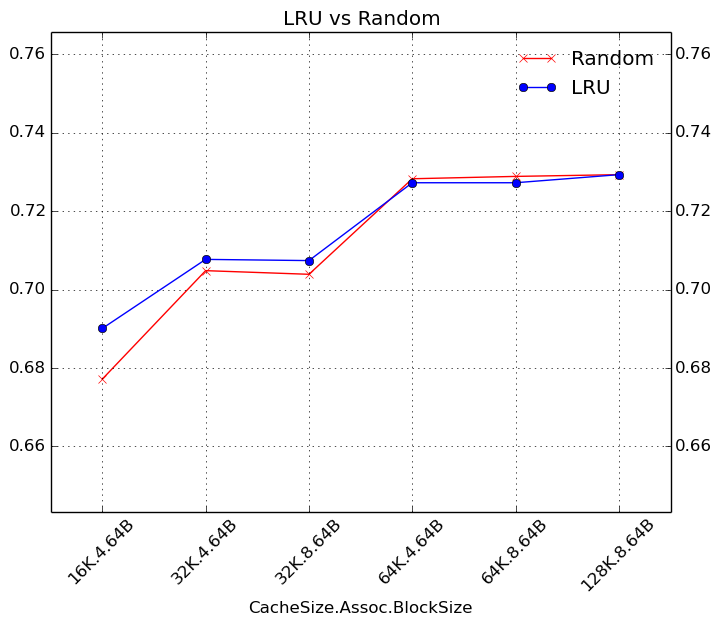 LRU vs Random
0.76
0.76
Random
LRU
0.74
0.74
0.72
0.72
0.70
0.70
0.68
0.68
0.66
0.66
16K.4.64B
32K.4.64B
32K.8.64B
64K.4.64B
64K.8.64B
128K.8.64B
CacheSize.Assoc.BlockSize